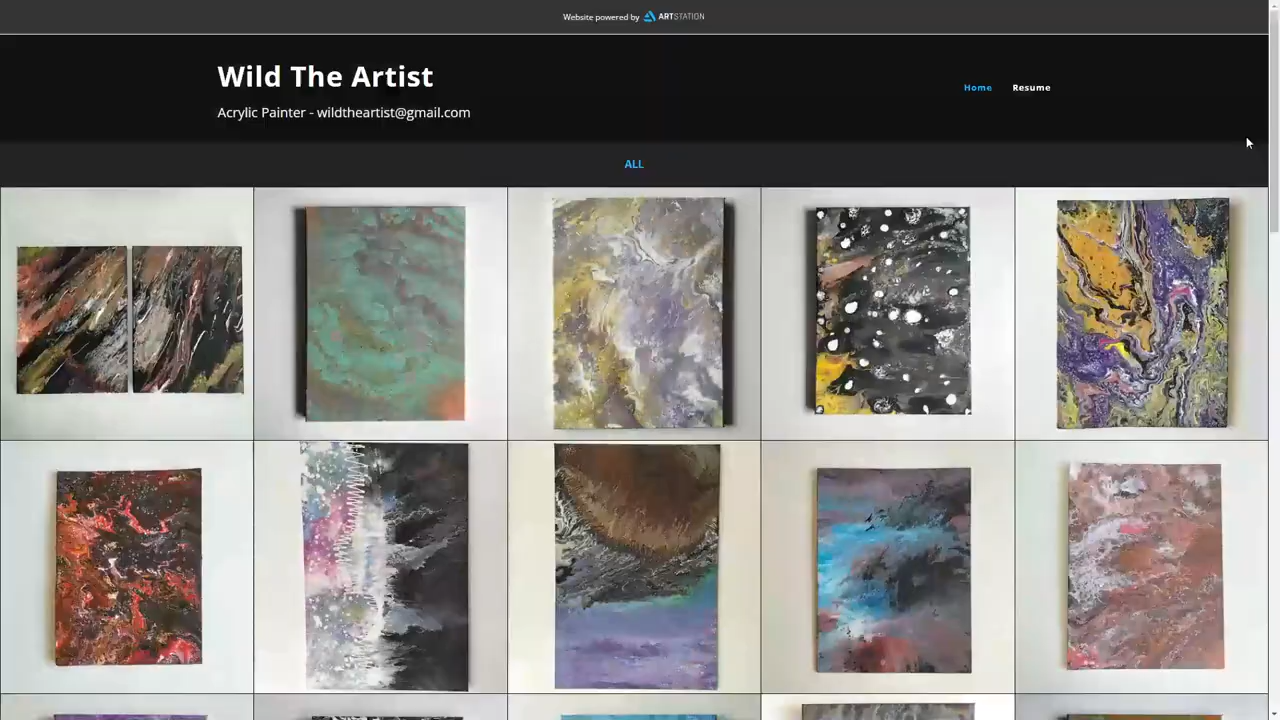 Website powered by ARTSTATION
Wild The Artist
Home Resume
Acrylic Painter - wildtheartist@gmail.com
ALL